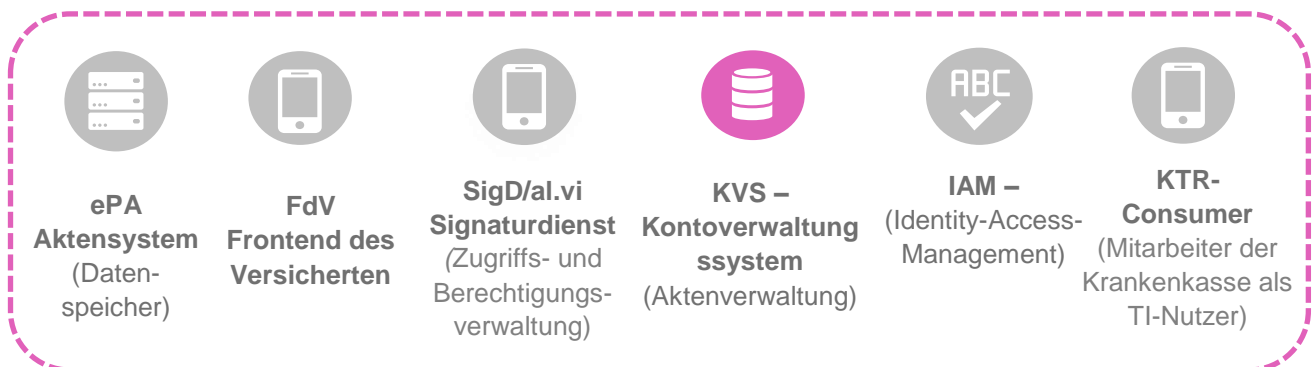 ABC
ePA
Aktensystem
(Daten-
speicher)
FdV
Frontend des
Versicherten
SigD/al.vi
Signaturdienst
(Zugriffs- und
Berechtigungs-
verwaltung)
KVS –
Kontoverwaltung
ssystem
(Aktenverwaltung)
IAM –
(Identity-Access-
Management)
KTR-
Consumer
(Mitarbeiter der
Krankenkasse als
TI-Nutzer)